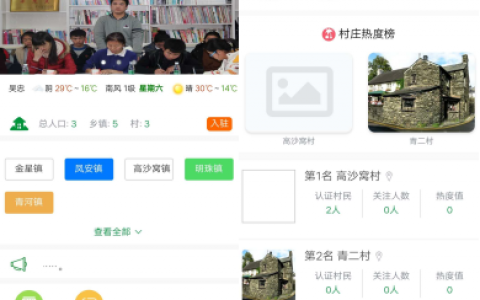 吴志 阴 29℃~16℃ 南风 1级 星期六 晴 30℃~14℃
总人口: 3 乡镇: 5 村: 3 入驻
金星镇 凤安镇 高沙窝镇 明珠镇
青河镇
查看全部
......。
村庄热度榜
高沙窝村 青二村
第1名 高沙窝村
认证村民 关注人数 热度值
2人 0人 0
第2名 青二村
认证村民 关注人数 热度值
0人 0人 0